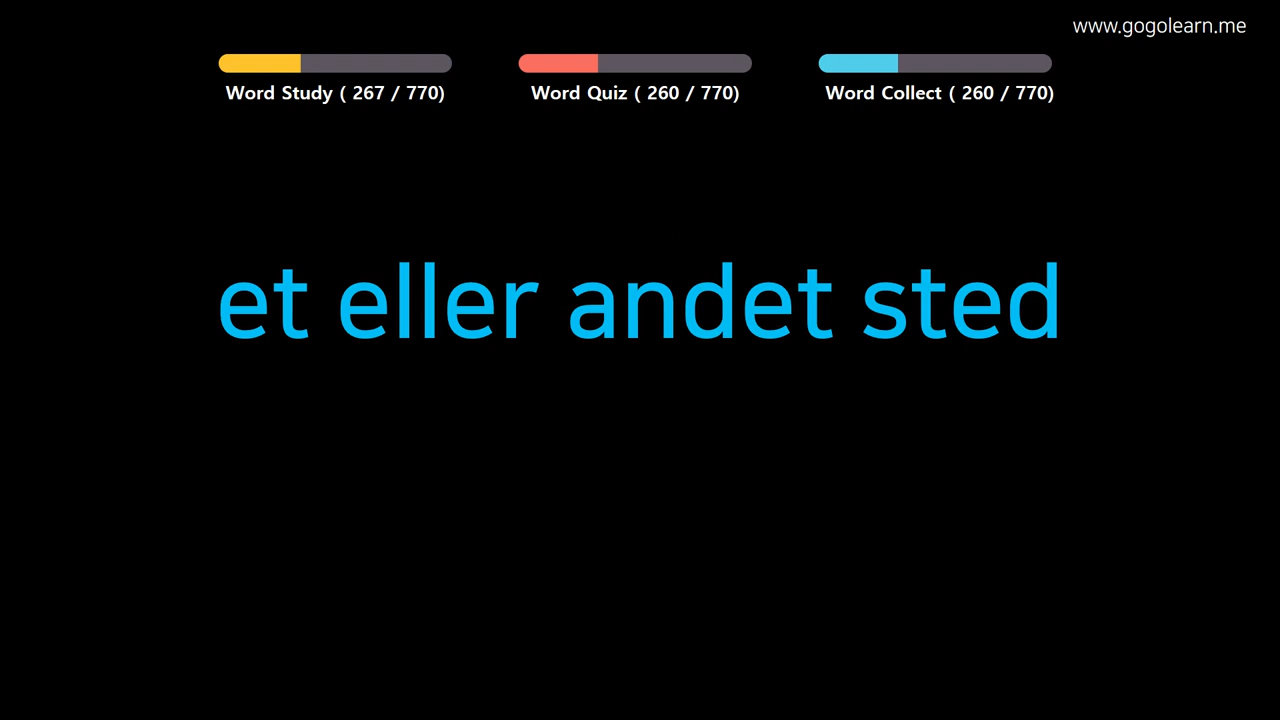 www.gogolearn.me
Word Study ( 267 / 770)
Word Quiz ( 260 / 770)
Word Collect ( 260 / 770)
et eller andet sted